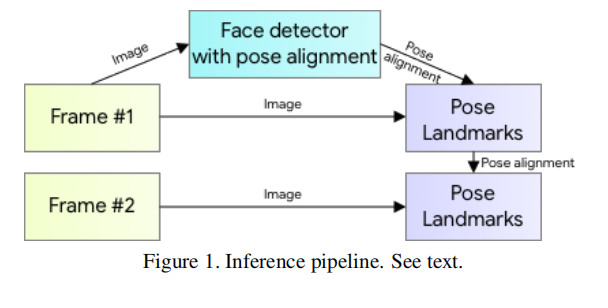 Face detector
with pose alignment
Image
Pose
alignment
Frame #1
Image
Pose
Landmarks
Pose alignment
Frame #2
Image
Pose
Landmarks
Figure 1. Inference pipeline. See text.